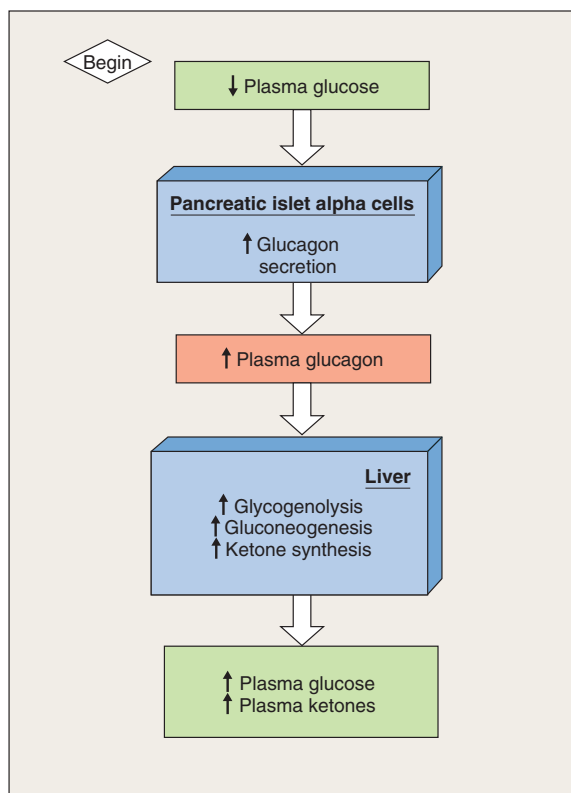 Begin
↓ Plasma glucose
Pancreatic islet alpha cells
↑ Glucagon
secretion
↑ Plasma glucagon
Liver
↑ Glycogenolysis
↑ Gluconeogenesis
↑ Ketone synthesis
↑ Plasma glucose
↑ Plasma ketones